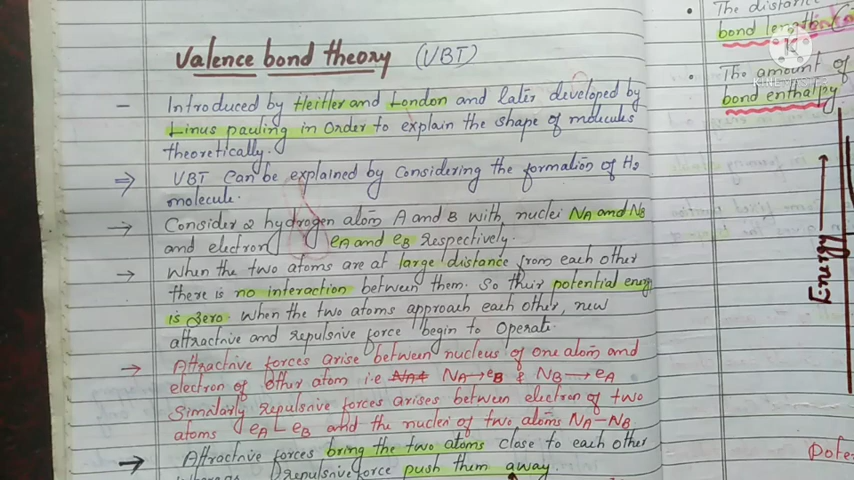 Valence bond theory (VBT)
- Introduced by Heitler and London and later developed by
Linus pauling in Order to explain the shape of molecules
theoretically.
⇒ VBT can be explained by considering the formation of H2
molecule.
→ Consider 2 hydrogen atom A and B with nuclei NA and NB
and electron eA and eB respectively.
→ When the two atoms are at large distance from each other
there is no interaction between them. So their potential energy
is zero. When the two atoms approach each other, new
attractive and repulsive force begin to operate.
→ Attractive forces arise between nucleus of one atom and
electron of other atom i.e NA → eB & NB → eA
Similarly repulsive forces arises between electron of two
atoms eA - eB and the nuclei of two atoms NA - NB
→ Attractive forces bring the two atoms close to each other
repulsive force push them away.
• The distance
bond length
• The amount of
bond enthalpy
Energy →
K